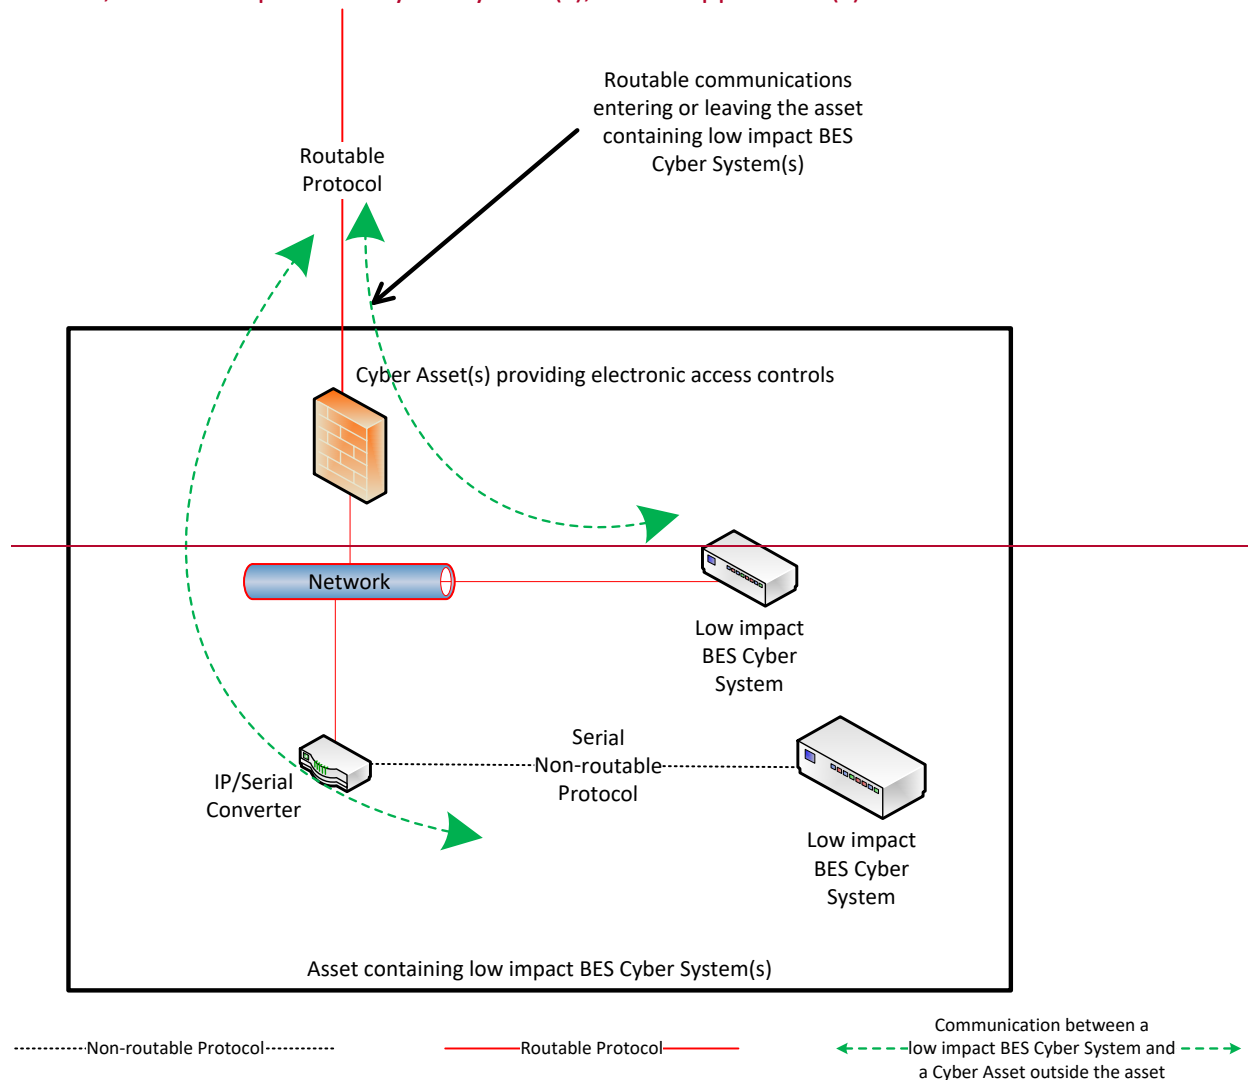 Routable communications
entering or leaving the asset
containing low impact BES
Cyber System(s)
Routable
Protocol
Cyber Asset(s) providing electronic access controls
Network
Low impact
BES Cyber
System
Serial
Non-routable
Protocol
IP/Serial
Converter
Low impact
BES Cyber
System
Asset containing low impact BES Cyber System(s)
Non-routable Protocol
Routable Protocol
Communication between a
low impact BES Cyber System and
a Cyber Asset outside the asset